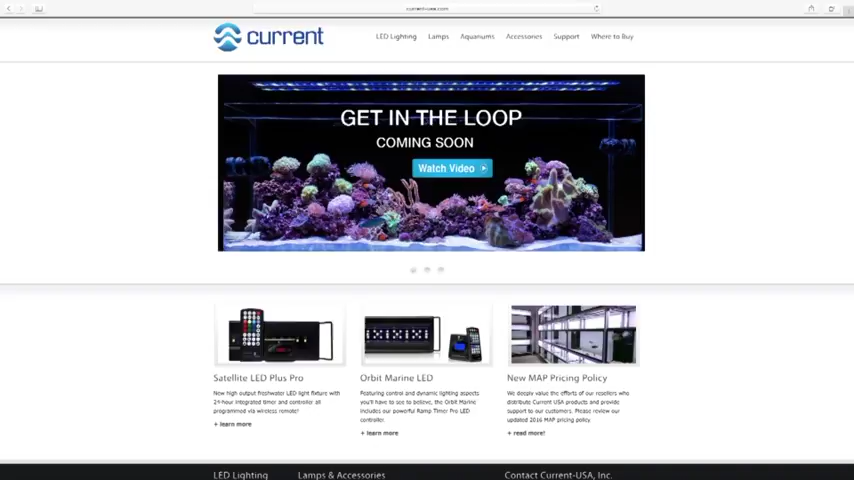 current-usa.com
current
LED Lighting Lamps Aquariums Accessories Support Where to Buy
GET IN THE LOOP
COMING SOON
Watch Video
Satellite LED Plus Pro
New high output freshwater LED light fixture with
24-hour integrated timer and controller all
programmed via wireless remote!
+ learn more
Orbit Marine LED
Featuring control and dynamic lighting aspects
you'll have to see to believe, the Orbit Marine
includes our powerful Ramp Timer Pro LED
controller.
+ learn more
New MAP Pricing Policy
We deeply value the efforts of our resellers who
distribute Current USA products and provide
support to our customers. Please review our
updated 2016 MAP pricing policy.
+ read more!
LED Lighting
Lamps & Accessories
Contact Current-USA, Inc.